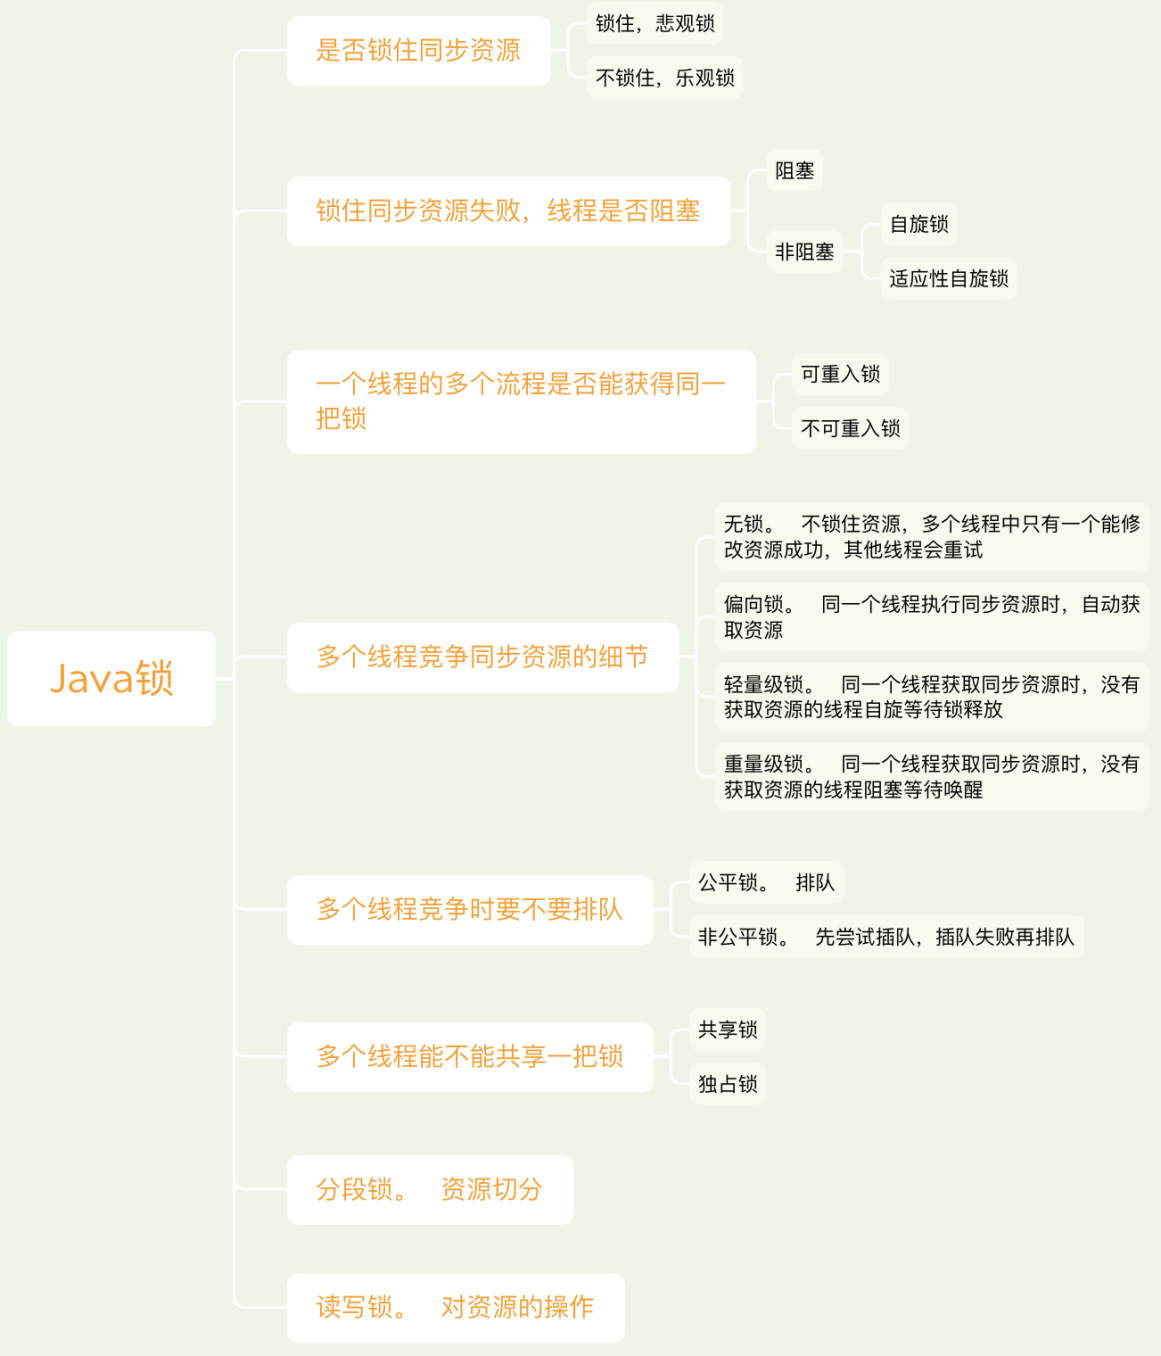 Java锁
是否锁住同步资源
锁住，悲观锁
不锁住，乐观锁
锁住同步资源失败，线程是否阻塞
阻塞
非阻塞
自旋锁
适应性自旋锁
一个线程的多个流程是否能获得同一
把锁
可重入锁
不可重入锁
多个线程竞争同步资源的细节
无锁。 不锁住资源，多个线程中只有一个能修
改资源成功，其他线程会重试
偏向锁。 同一个线程执行同步资源时，自动获
取资源
轻量级锁。 同一个线程获取同步资源时，没有
获取资源的线程自旋等待锁释放
重量级锁。 同一个线程获取同步资源时，没有
获取资源的线程阻塞等待唤醒
多个线程竞争时要不要排队
公平锁。 排队
非公平锁。 先尝试插队，插队失败再排队
多个线程能不能共享一把锁
共享锁
独占锁
分段锁。 资源切分
读写锁。 对资源的操作